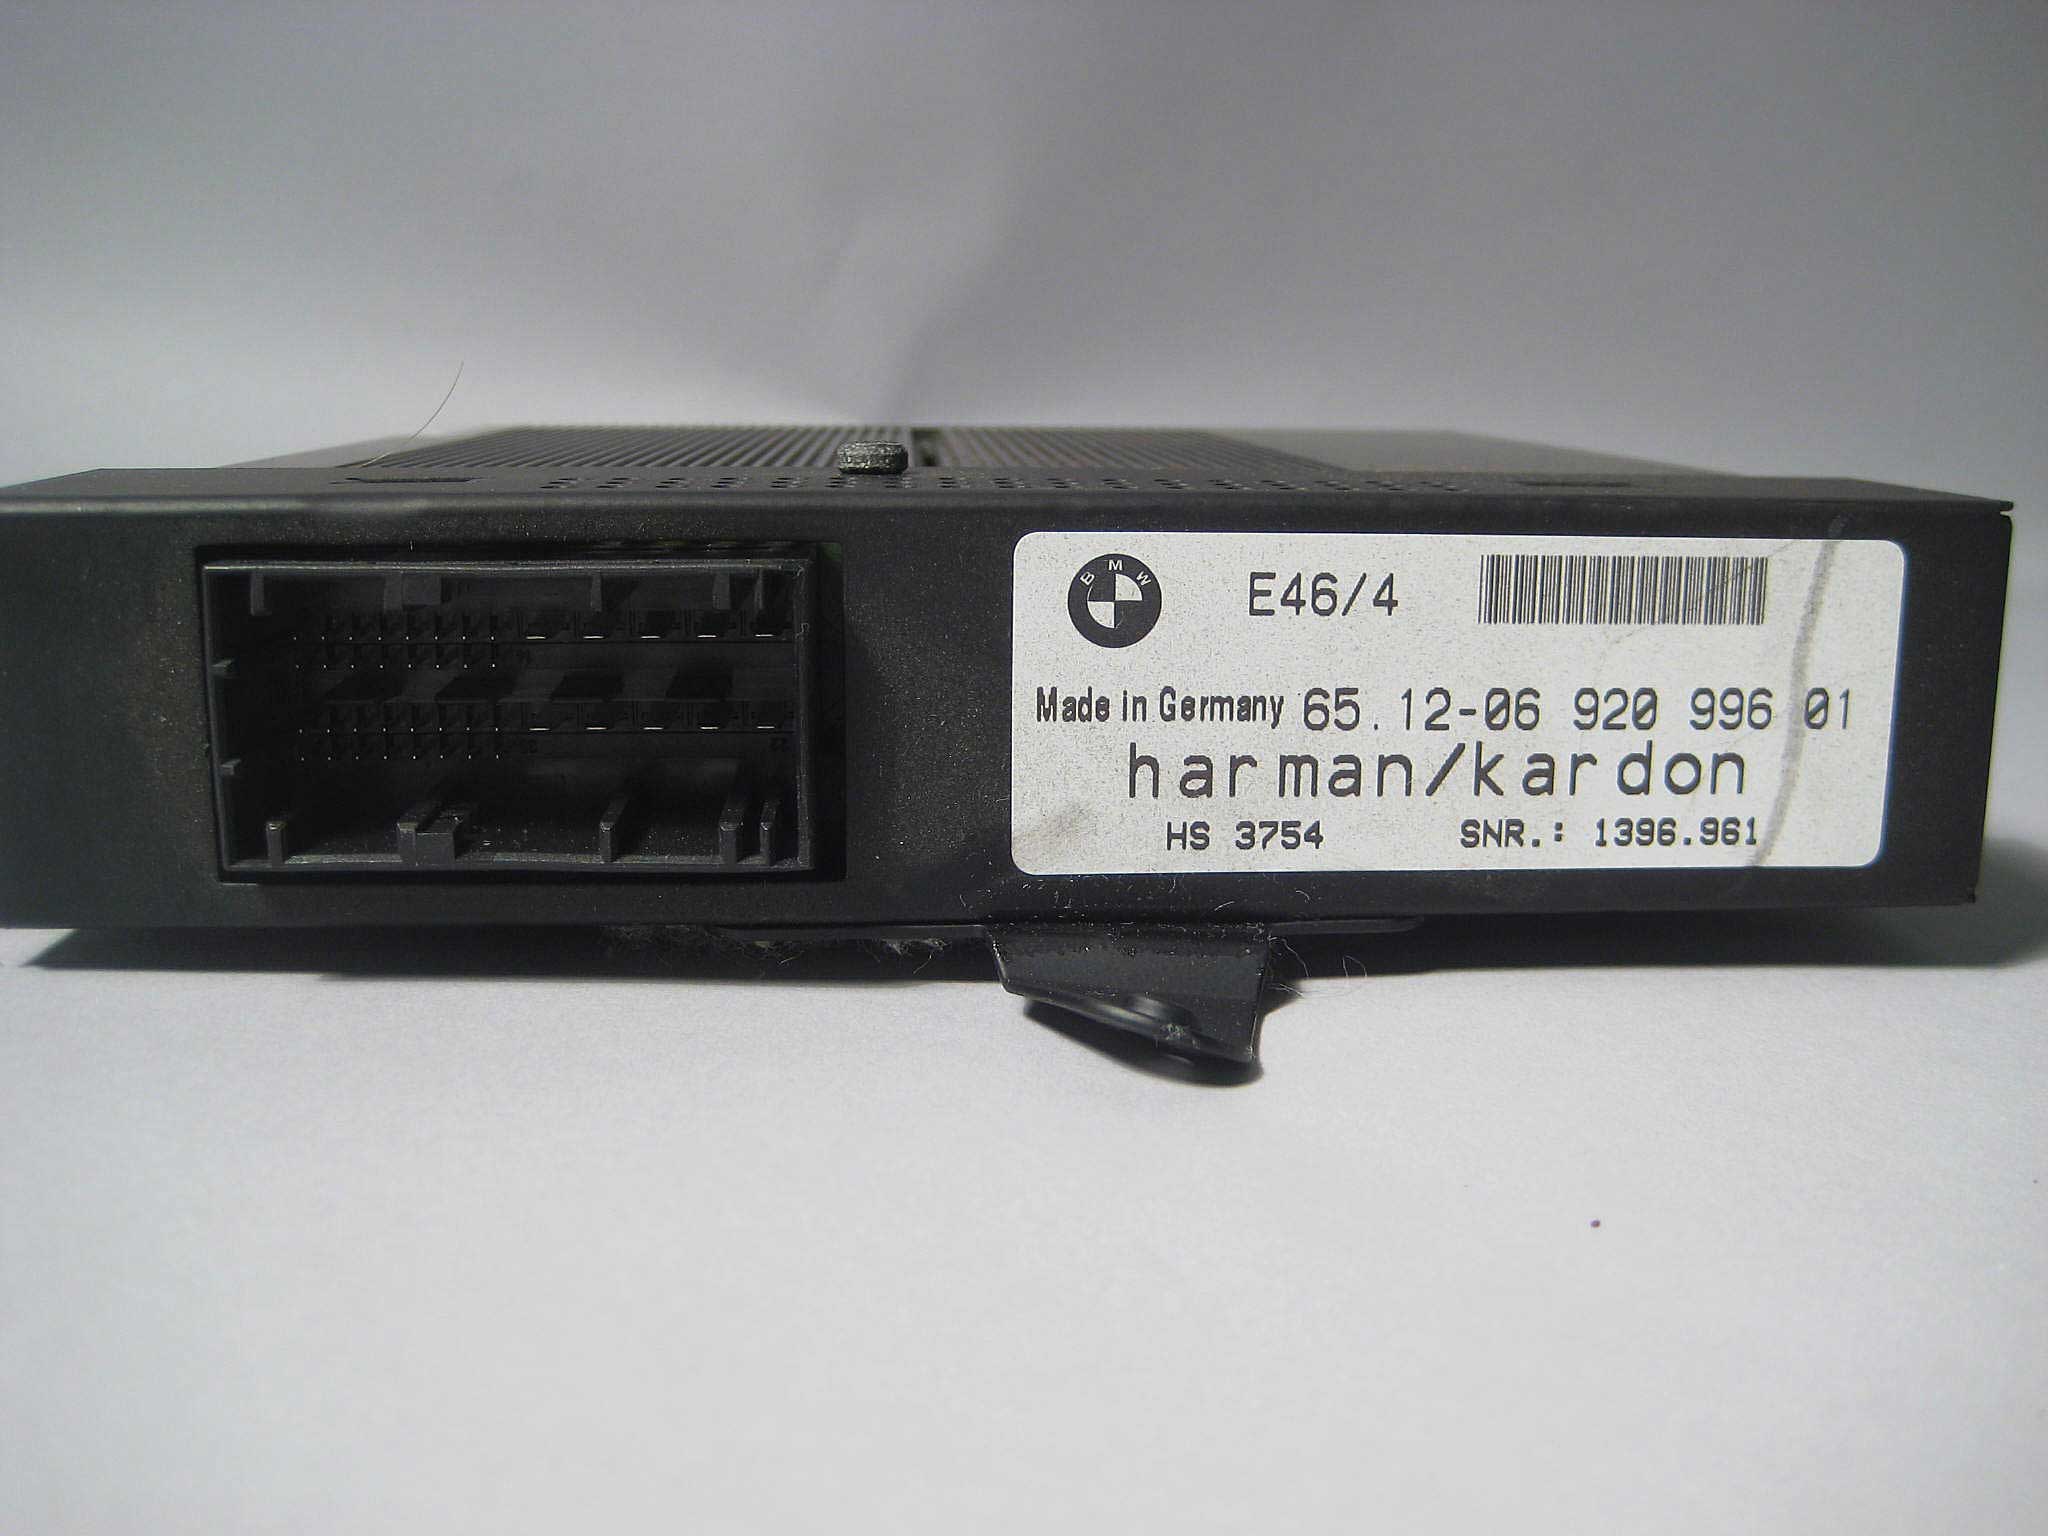 BMW
E46/4
Made in Germany 65.12-06 920 996 01
harman/kardon
HS 3754 SNR.: 1396.961